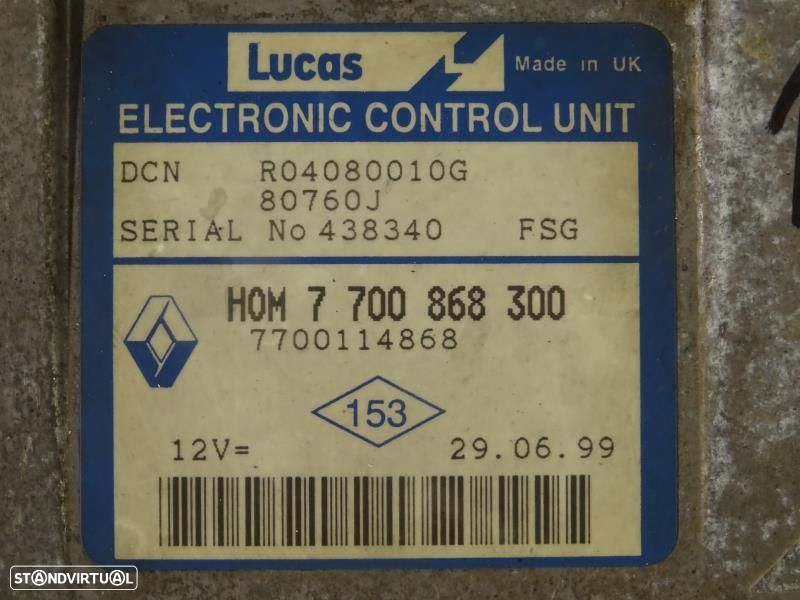 Lucas
Made in UK
ELECTRONIC CONTROL UNIT
DCN R04080010G
80760J
SERIAL No 438340 FSG
HOM 7 700 868 300
7700114868
153
12V= 29.06.99
STANDVIRTUAL